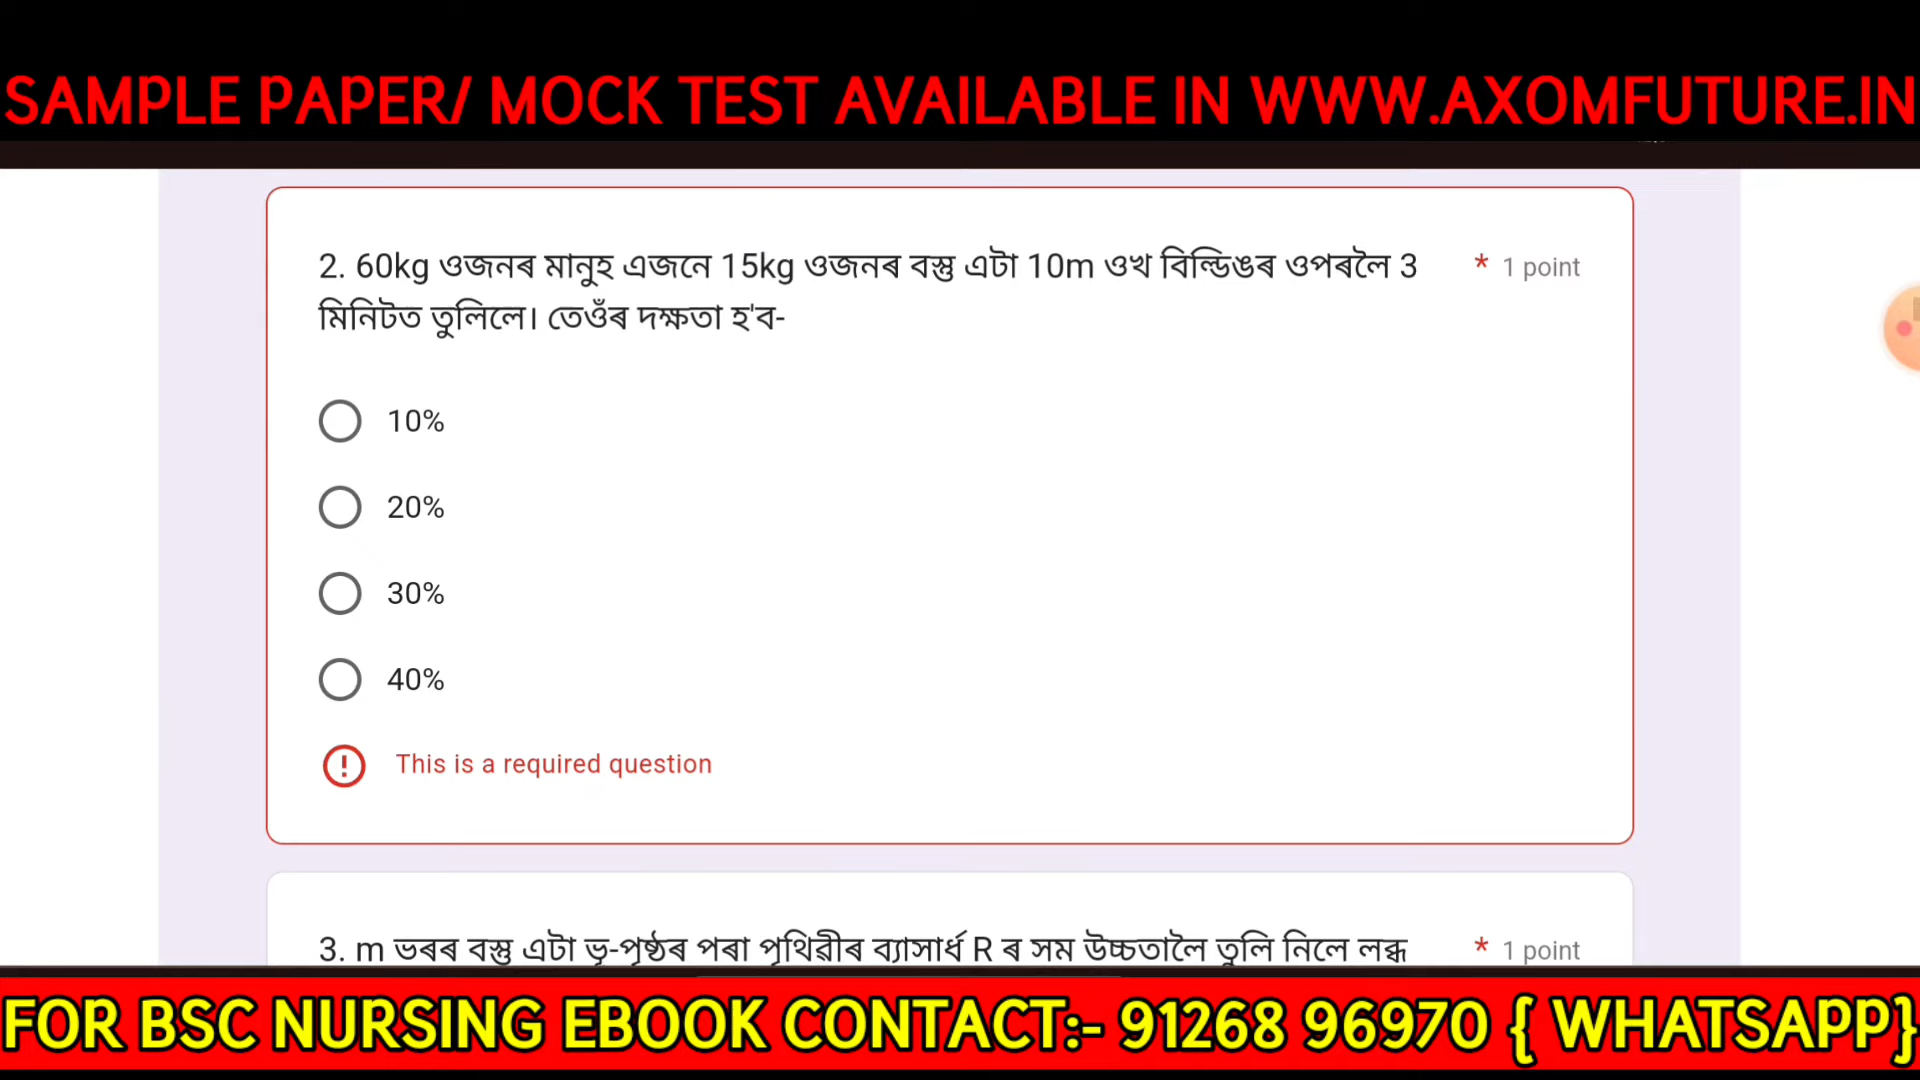 SAMPLE PAPER/ MOCK TEST AVAILABLE IN WWW.AXOMFUTURE.IN
2. 60kg ওজনৰ মানুহ এজনে 15kg ওজনৰ বস্তু এটা 10m ওখ বিল্ডিঙৰ ওপৰলৈ 3 * 1 point
মিনিটত তুলিলে। তেওঁৰ দক্ষতা হ'ব-
10%
20%
30%
40%
This is a required question
3. m ভৰৰ বস্তু এটা ভূ-পৃষ্ঠৰ পৰা পৃথিৱীৰ ব্যাসাৰ্ধ R ৰ সম উচ্চতালৈ তুলি নিলে লব্ধ * 1 point
FOR BSC NURSING EBOOK CONTACT:- 91268 96970 { WHATSAPP}